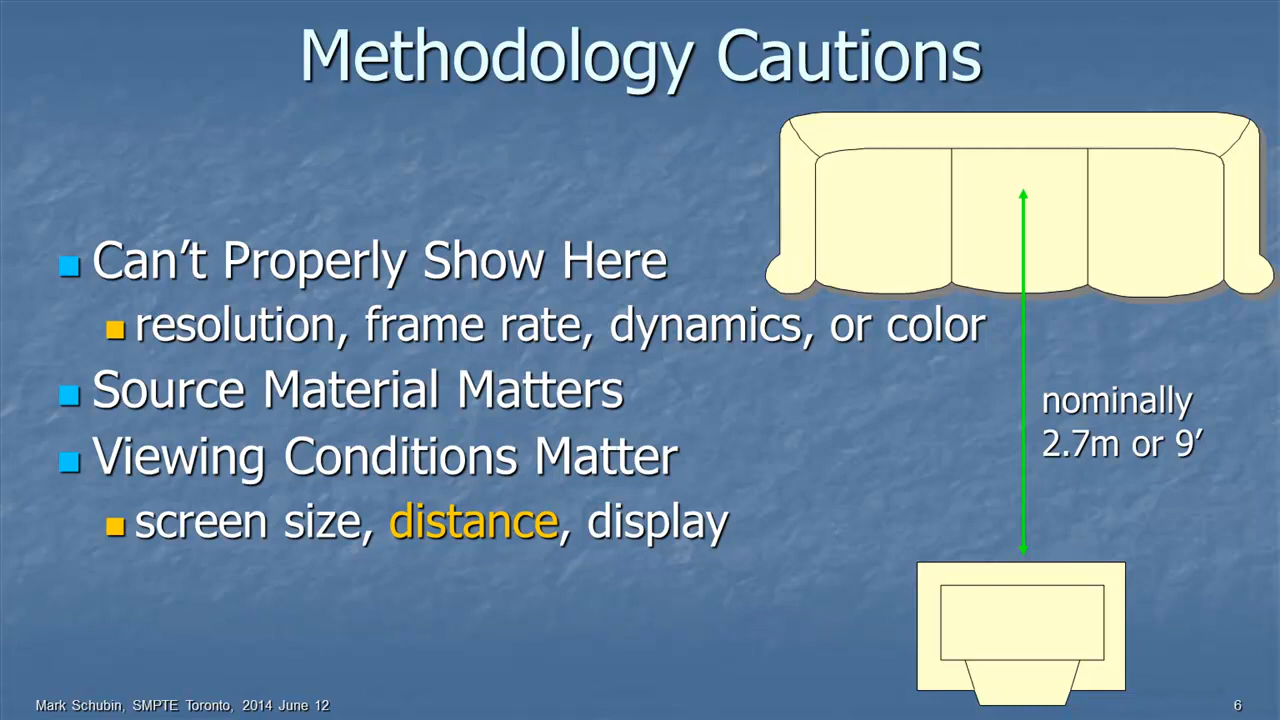 Methodology Cautions
Can’t Properly Show Here
resolution, frame rate, dynamics, or color
Source Material Matters
Viewing Conditions Matter
screen size, distance, display
nominally
2.7m or 9’
Mark Schubin, SMPTE Toronto, 2014 June 12
6